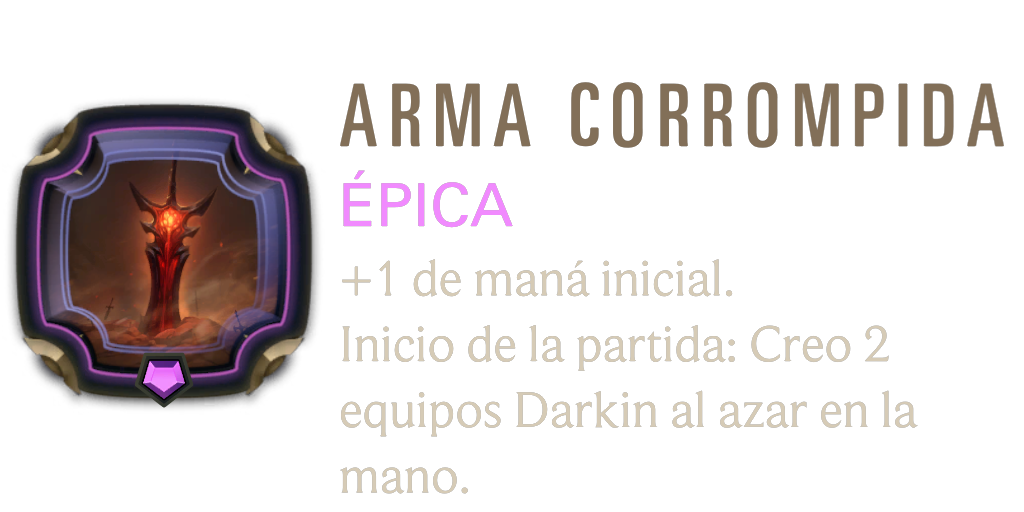 ARMA CORROMPIDA
ÉPICA
+1 de maná inicial.
Inicio de la partida: Creo 2
equipos Darkin al azar en la
mano.